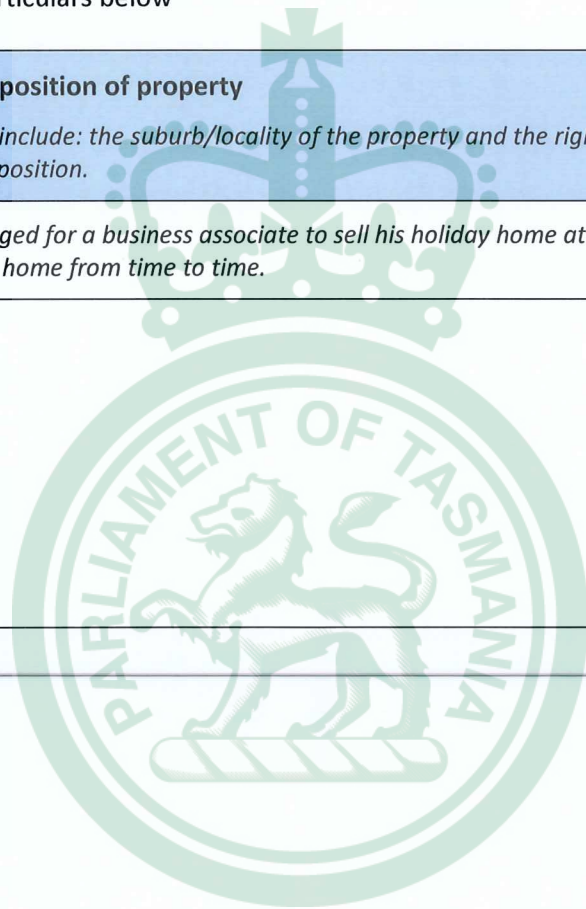 rticulars below
position of property
include: the suburb/locality of the property and the rig
position.
ged for a business associate to sell his holiday home at
home from time to time.
PARLIAMENT OF TASMANIA